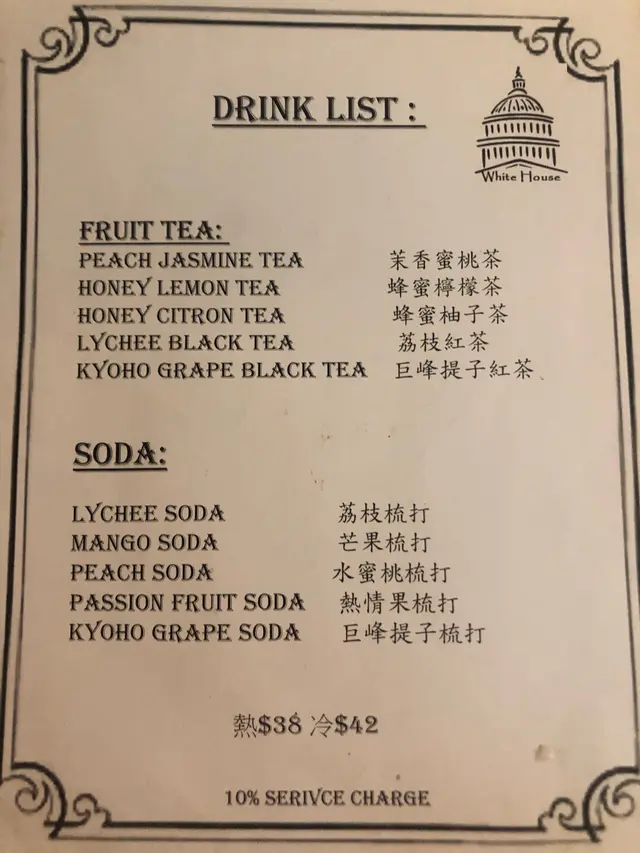 DRINK LIST :
White House
FRUIT TEA:
PEACH JASMINE TEA 茉香蜜桃茶
HONEY LEMON TEA 蜂蜜檸檬茶
HONEY CITRON TEA 蜂蜜柚子茶
LYCHEE BLACK TEA 荔枝紅茶
KYOHO GRAPE BLACK TEA 巨峰提子紅茶、
SODA:
LYCHEE SODA 荔枝梳打
MANGO SODA 芒果梳打
PEACH SODA 水蜜桃梳打
PASSION FRUIT SODA 熱情果梳打
KYOHO GRAPE SODA 巨峰提子梳打
熱$38 冷$42
10% SERIVCE CHARGE